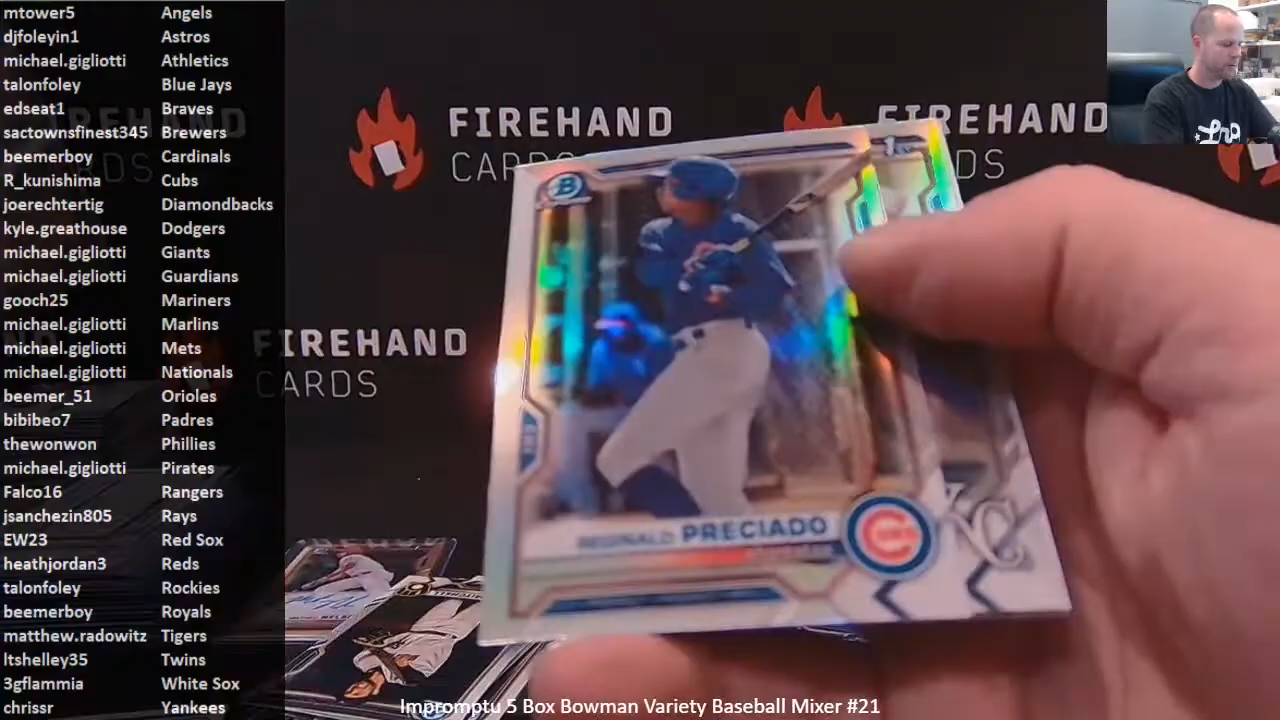 mtower5 Angels
djfoleyin1 Astros
michael.gigliotti Athletics
talonfoley Blue Jays
edseat1 Braves
sactownsfinest345 Brewers
beemerboy Cardinals
R_kunishima Cubs
joerechtertig Diamondbacks
kyle.greathouse Dodgers
michael.gigliotti Giants
michael.gigliotti Guardians
gooch25 Mariners
michael.gigliotti Marlins
michael.gigliotti Mets
michael.gigliotti Nationals
beemer_51 Orioles
bibibeo7 Padres
thewonwon Phillies
michael.gigliotti Pirates
Falco16 Rangers
jsanchezin805 Rays
EW23 Red Sox
heathjordan3 Reds
talonfoley Rockies
beemerboy Royals
matthew.radowitz Tigers
ltshelley35 Twins
3gflammia White Sox
chrissr Yankees
FIREHAND
CARDS
FIREHAND
CARDS
FIREHAND
CARDS
B
1st
REGINALD PRECIADO
C
KC
Impromptu 5 Box Bowman Variety Baseball Mixer #21